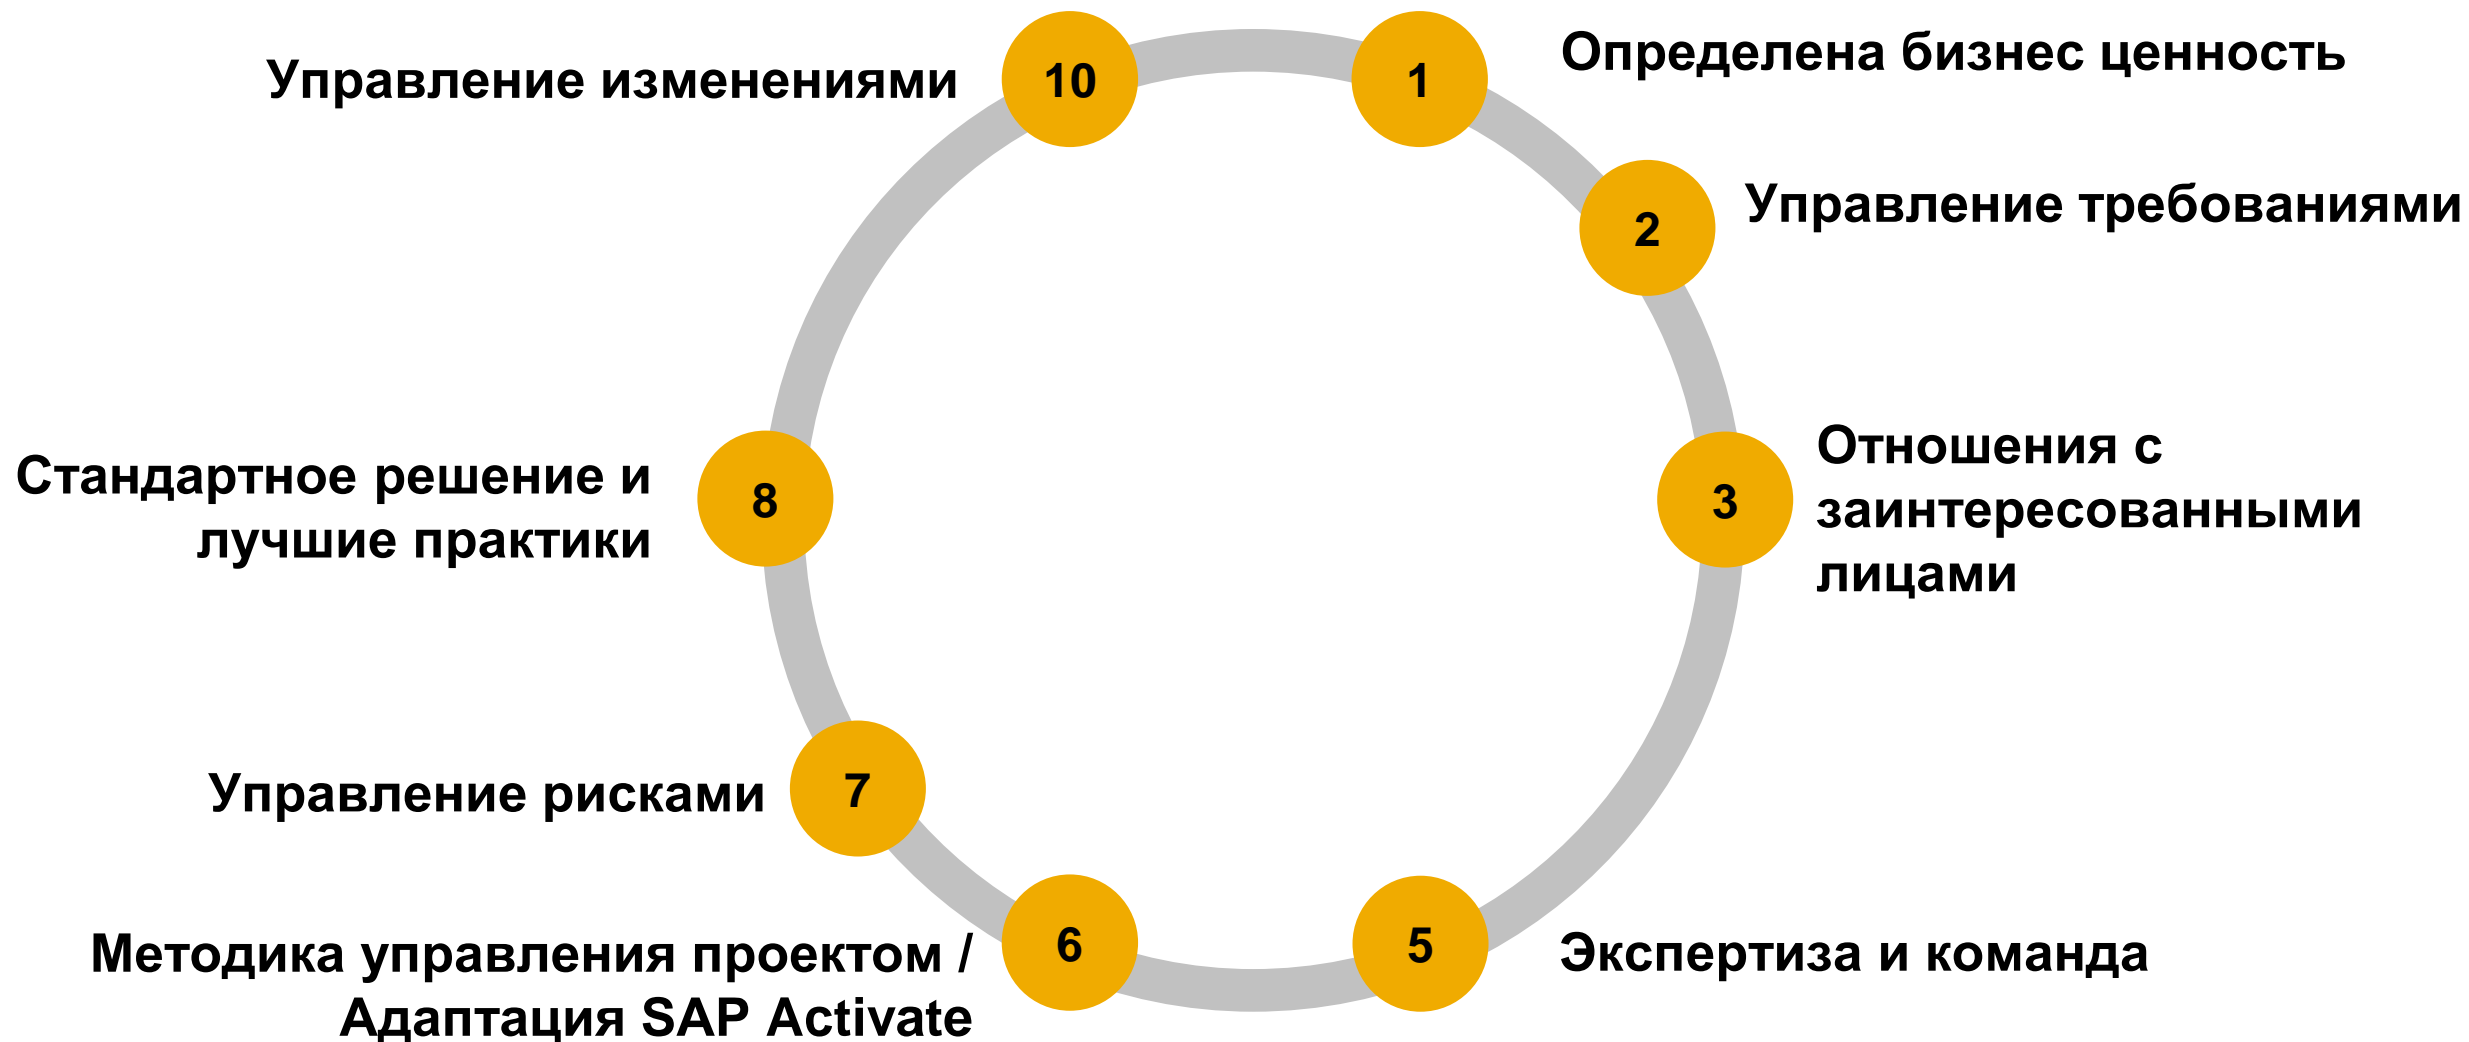 10
Управление изменениями
1
Определена бизнес ценность
2
Управление требованиями
3
Отношения с
заинтересованными
лицами
5
Экспертиза и команда
6
Методика управления проектом /
Адаптация SAP Activate
7
Управление рисками
8
Стандартное решение и
лучшие практики